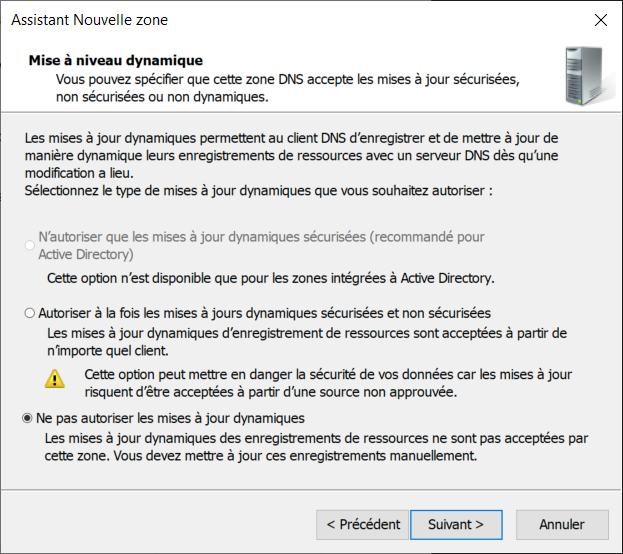 Assistant Nouvelle zone
Mise à niveau dynamique
Vous pouvez spécifier que cette zone DNS accepte les mises à jour sécurisées,
non sécurisées ou non dynamiques.
Les mises à jour dynamiques permettent au client DNS d'enregistrer et de mettre à jour de
manière dynamique leurs enregistrements de ressources avec un serveur DNS dès qu'une
modification a lieu.
Sélectionnez le type de mises à jour dynamiques que vous souhaitez autoriser :
N'autoriser que les mises à jour dynamiques sécurisées (recommandé pour
Active Directory)
Cette option n'est disponible que pour les zones intégrées à Active Directory.
Autoriser à la fois les mises à jours dynamiques sécurisées et non sécurisées
Les mises à jour dynamiques d'enregistrement de ressources sont acceptées à partir de
n'importe quel client.
Cette option peut mettre en danger la sécurité de vos données car les mises à jour
risquent d'être acceptées à partir d'une source non approuvée.
Ne pas autoriser les mises à jour dynamiques
Les mises à jour dynamiques des enregistrements de ressources ne sont pas acceptées par
cette zone. Vous devez mettre à jour ces enregistrements manuellement.
< Précédent Suivant > Annuler